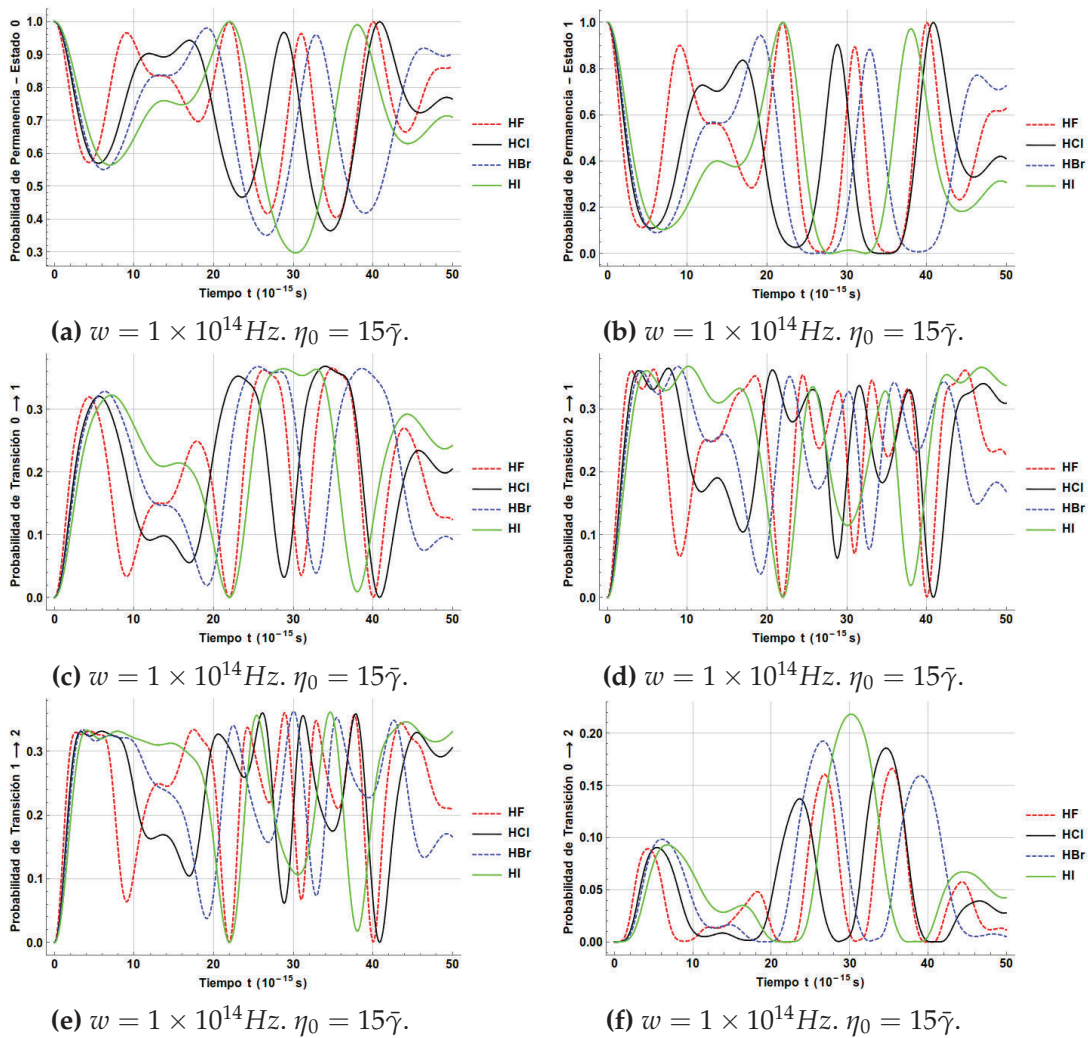 Probabilidad de Permanencia – Estado 0
1.0
0.9
0.8
0.7
0.6
0.5
0.4
0.3
0 10 20 30 40 50
Tiempo t (10⁻¹⁵ s)
HF
HCl
HBr
HI
(a) w = 1 × 10¹⁴Hz. η₀ = 15γ̄.
Probabilidad de Permanencia – Estado 1
1.0
0.8
0.6
0.4
0.2
0.0
0 10 20 30 40 50
Tiempo t (10⁻¹⁵ s)
HF
HCl
HBr
HI
(b) w = 1 × 10¹⁴Hz. η₀ = 15γ̄.
Probabilidad de Transición 0 → 1
0.3
0.2
0.1
0.0
0 10 20 30 40 50
Tiempo t (10⁻¹⁵ s)
HF
HCl
HBr
HI
(c) w = 1 × 10¹⁴Hz. η₀ = 15γ̄.
Probabilidad de Transición 2 → 1
0.3
0.2
0.1
0.0
0 10 20 30 40 50
Tiempo t (10⁻¹⁵ s)
HF
HCl
HBr
HI
(d) w = 1 × 10¹⁴Hz. η₀ = 15γ̄.
Probabilidad de Transición 1 → 2
0.3
0.2
0.1
0.0
0 10 20 30 40 50
Tiempo t (10⁻¹⁵ s)
HF
HCl
HBr
HI
(e) w = 1 × 10¹⁴Hz. η₀ = 15γ̄.
Probabilidad de Transición 0 → 2
0.20
0.15
0.10
0.05
0.00
0 10 20 30 40 50
Tiempo t (10⁻¹⁵ s)
HF
HCl
HBr
HI
(f) w = 1 × 10¹⁴Hz. η₀ = 15γ̄.